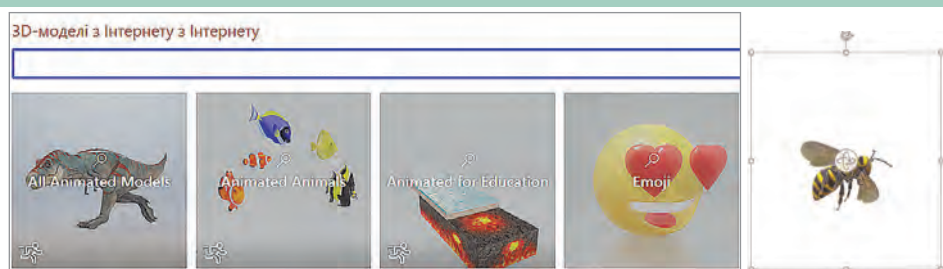 3D-моделі з Інтернету з Інтернету
All Animated Models
Animated Animals
Animated for Education
Emoji